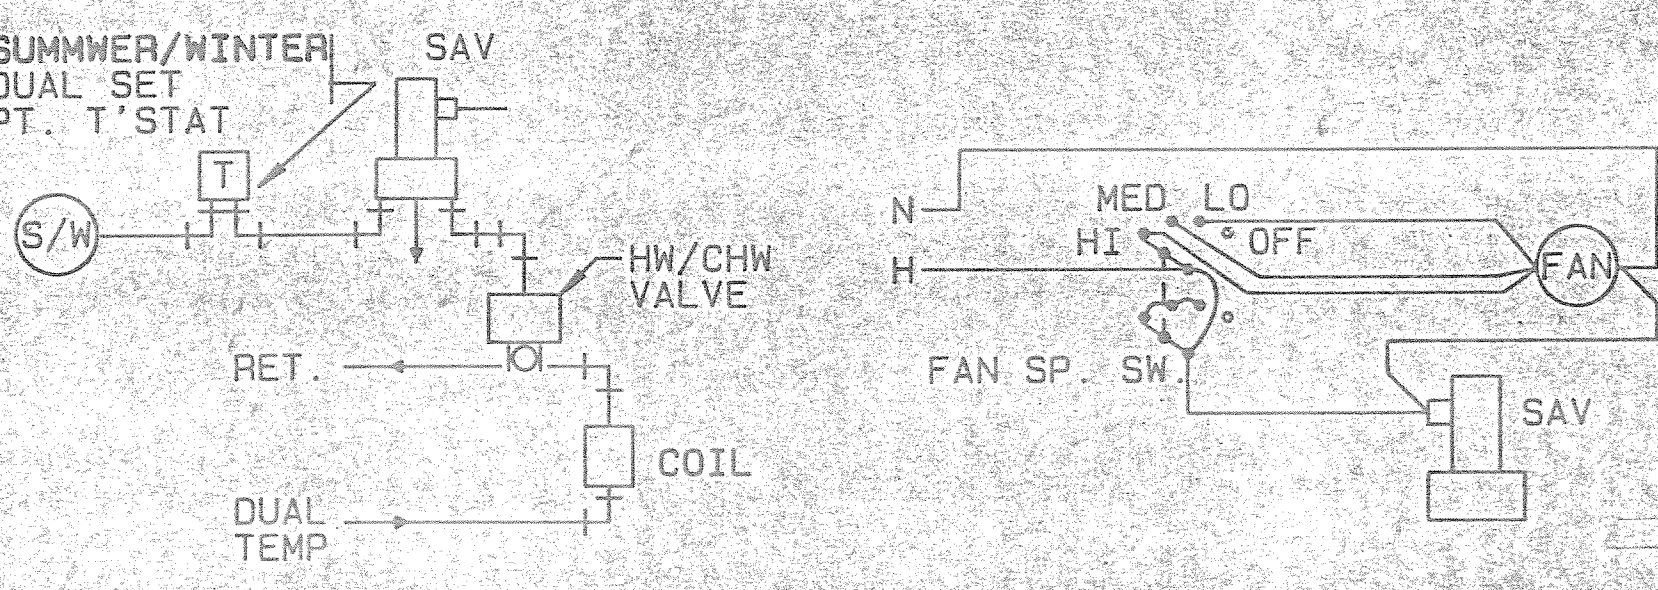 SUMMWER/WINTER
DUAL SET
PT. T'STAT
SAV
T
S/W
HW/CHW
VALVE
RET.
COIL
DUAL
TEMP
N
H
MED LO
HI
OFF
FAN
FAN SP. SW.
SAV